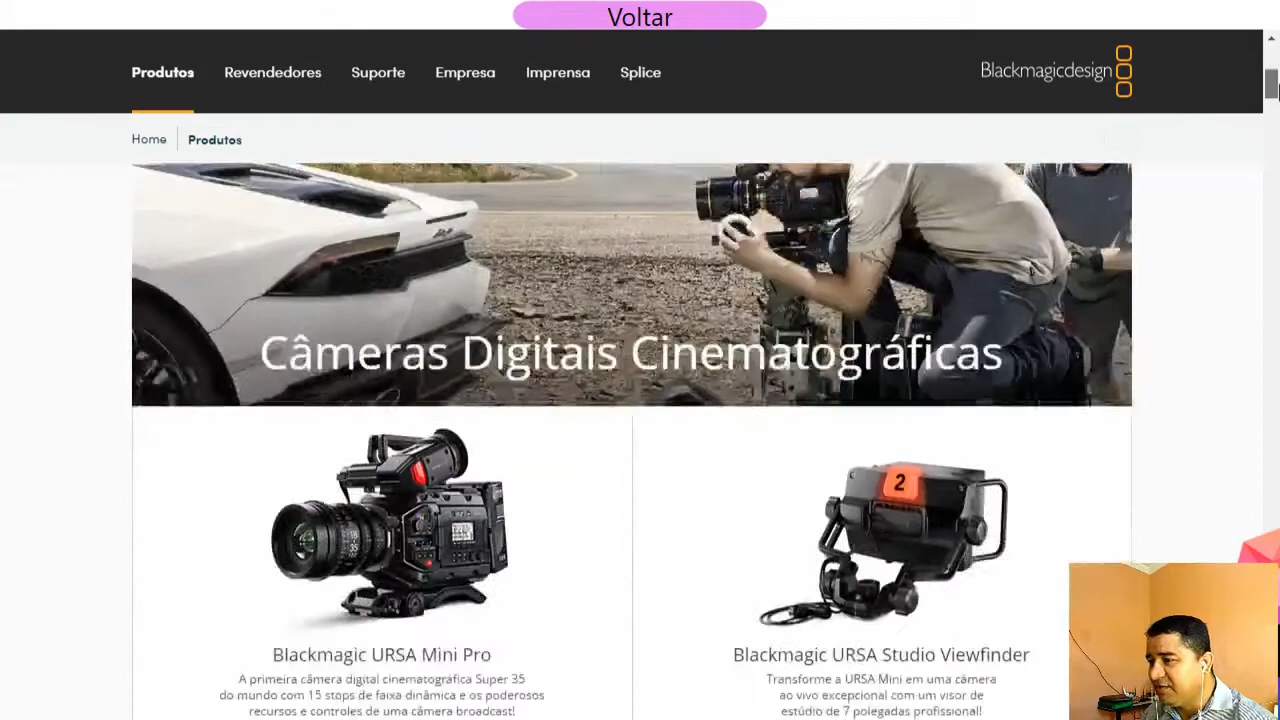 Voltar
Produtos Revendedores Suporte Empresa Imprensa Splice Blackmagicdesign
Home Produtos
Câmeras Digitais Cinematográficas
2
Blackmagic URSA Mini Pro
A primeira câmera digital cinematográfica Super 35
do mundo com 15 stops de faixa dinâmica e os poderosos
recursos e controles de uma câmera broadcast!
Blackmagic URSA Studio Viewfinder
Transforme a URSA Mini em uma câmera
ao vivo excepcional com um visor de
estúdio de 7 polegadas profissional!